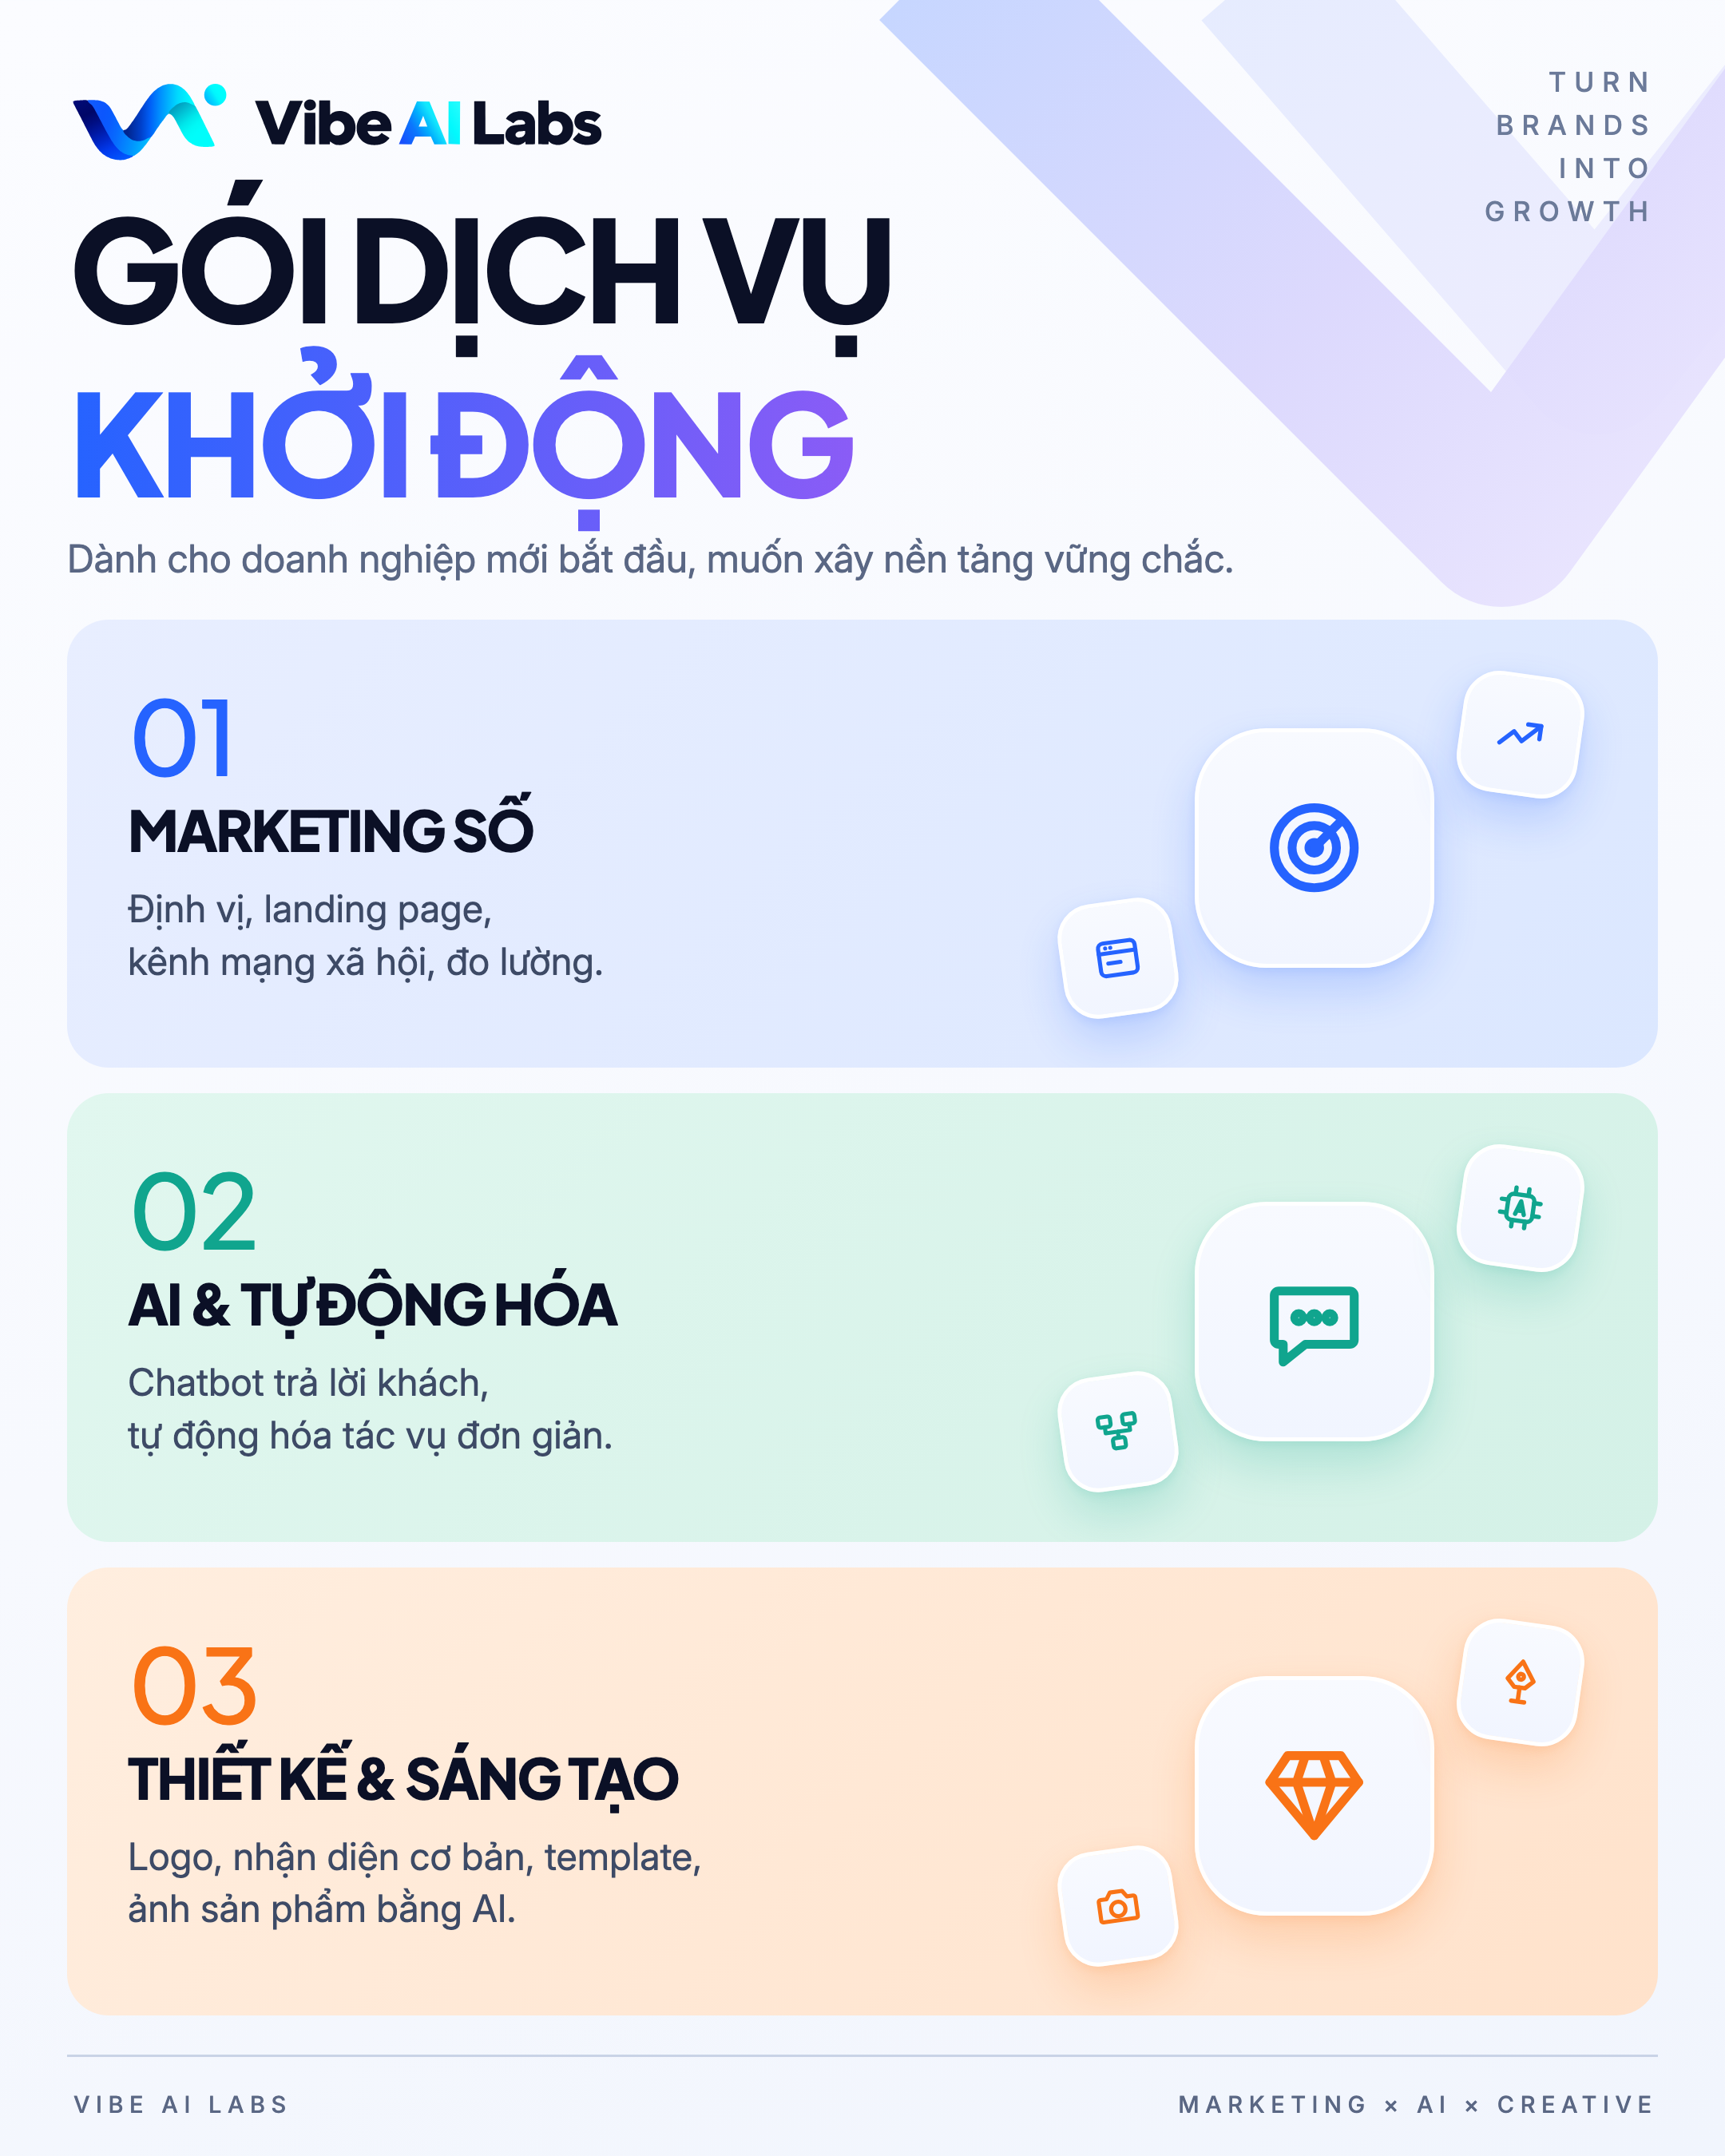 Vibe AI Labs
TURN
BRANDS
INTO
GROWTH
GÓI DỊCH VỤ
KHỞI ĐỘNG
Dành cho doanh nghiệp mới bắt đầu, muốn xây nền tảng vững chắc.
01
MARKETING SỐ
Định vị, landing page,
kênh mạng xã hội, đo lường.
02
AI & TỰ ĐỘNG HÓA
Chatbot trả lời khách,
tự động hóa tác vụ đơn giản.
A
03
THIẾT KẾ & SÁNG TẠO
Logo, nhận diện cơ bản, template,
ảnh sản phẩm bằng AI.
VIBE AI LABS
MARKETING × AI × CREATIVE